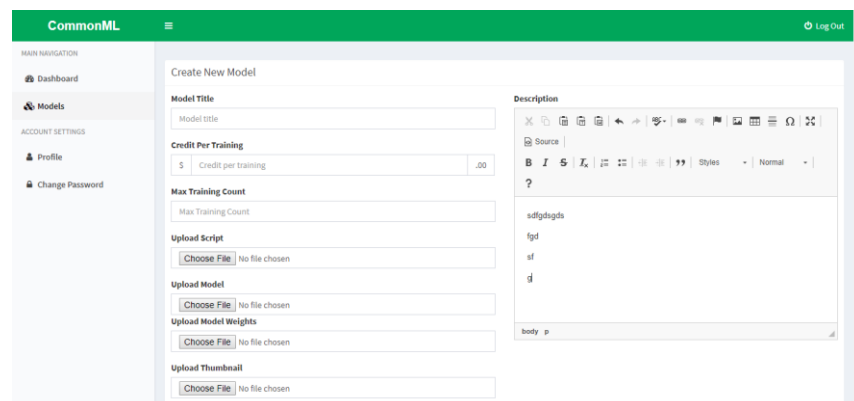 CommonML
Log Out
MAIN NAVIGATION
Dashboard
Models
ACCOUNT SETTINGS
Profile
Change Password
Create New Model
Model Title
Model title
Credit Per Training
$ Credit per training .00
Max Training Count
Max Training Count
Upload Script
Choose File No file chosen
Upload Model
Choose File No file chosen
Upload Model Weights
Choose File No file chosen
Upload Thumbnail
Choose File No file chosen
Description
Source
B I S Ix Styles Normal
?
sdfgdsgds
fgd
sf
g
body p